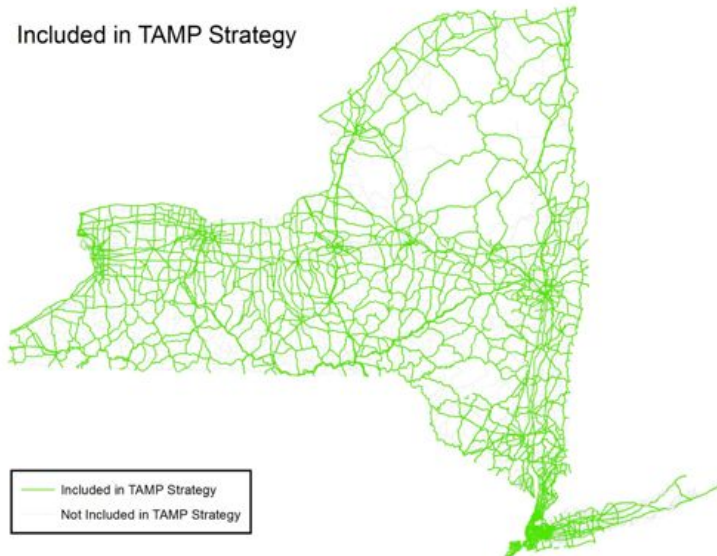 Included in TAMP Strategy
Included in TAMP Strategy
Not Included in TAMP Strategy